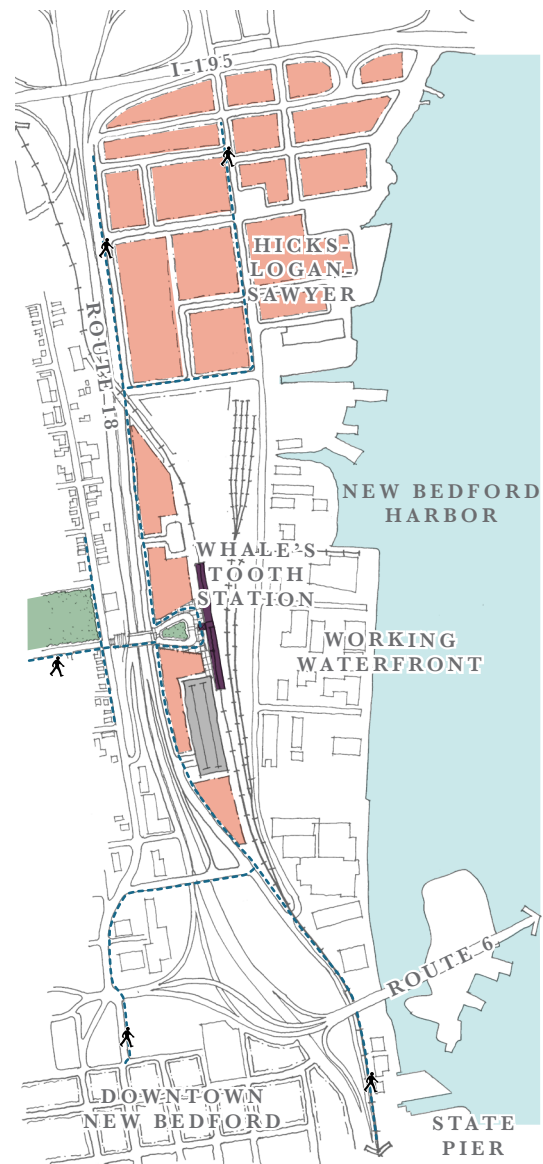 I-195
HICKS-
LOGAN-
SAWYER
ROUTE 18
NEW BEDFORD
HARBOR
WHALE'S
TOOTH
STATION
WORKING
WATERFRONT
ROUTE 6
DOWNTOWN
NEW BEDFORD
STATE
PIER